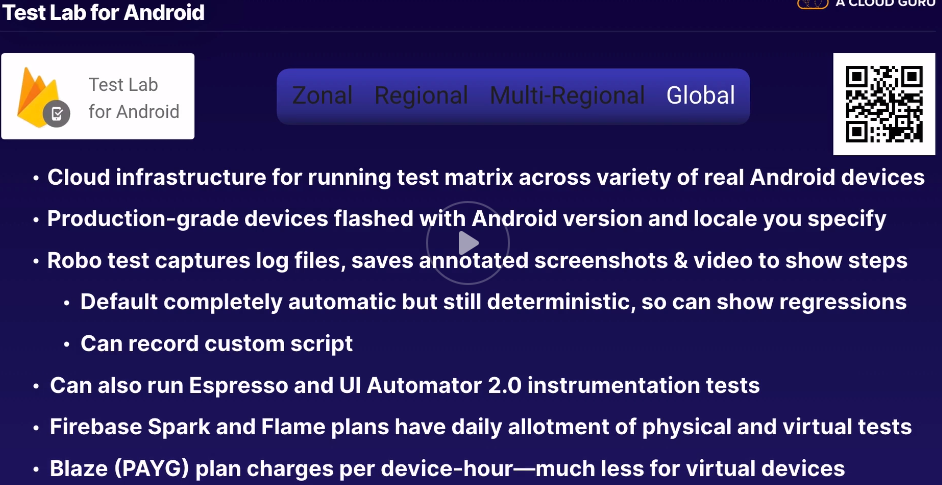 Test Lab for Android
A CLOUD GURU
Test Lab
for Android
Zonal Regional Multi-Regional Global
• Cloud infrastructure for running test matrix across variety of real Android devices
• Production-grade devices flashed with Android version and locale you specify
• Robo test captures log files, saves annotated screenshots & video to show steps
• Default completely automatic but still deterministic, so can show regressions
• Can record custom script
• Can also run Espresso and UI Automator 2.0 instrumentation tests
• Firebase Spark and Flame plans have daily allotment of physical and virtual tests
• Blaze (PAYG) plan charges per device-hour—much less for virtual devices